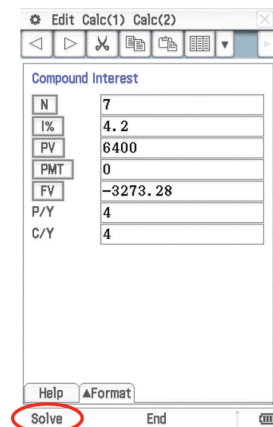 Edit Calc(1) Calc(2)
Compound Interest
N 7
I% 4.2
PV 6400
PMT 0
FV -3273.28
P/Y 4
C/Y 4
Help ▲Format
Solve End